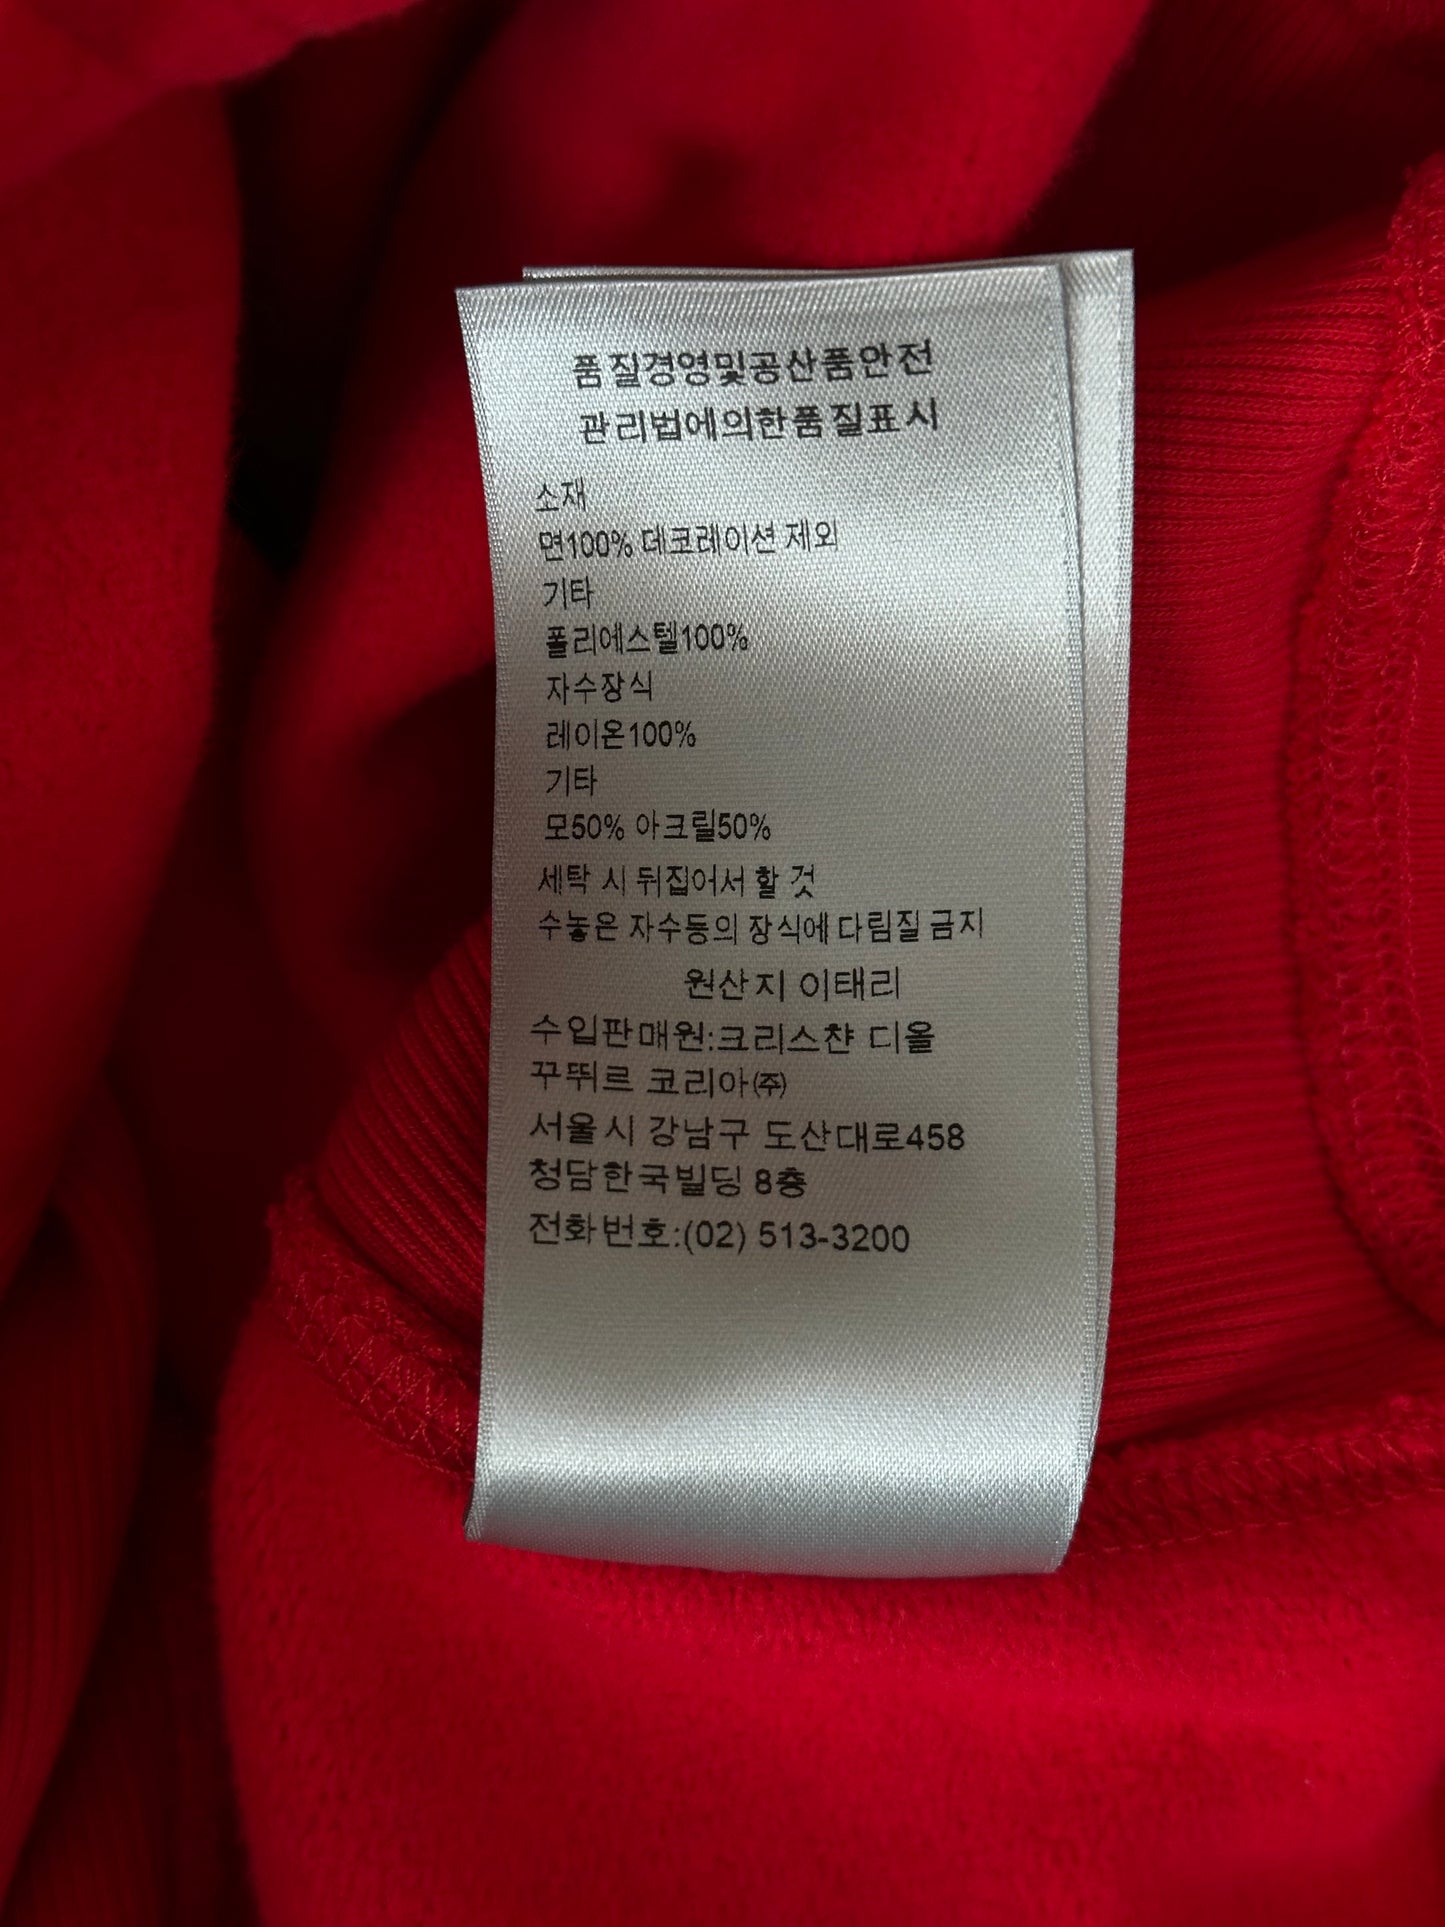 품질경영및공산품안전
관리법에의한품질표시
소재
면100% 데코레이션 제외
기타
폴리에스텔100%
자수장식
레이온100%
기타
모50% 아크릴50%
세탁 시 뒤집어서 할 것
수놓은 자수등의 장식에 다림질 금지
원산지 이태리
수입판매원:크리스챤 디올
꾸뛰르 코리아㈜
서울시 강남구 도산대로458
청담한국빌딩 8층
전화번호:(02) 513-3200